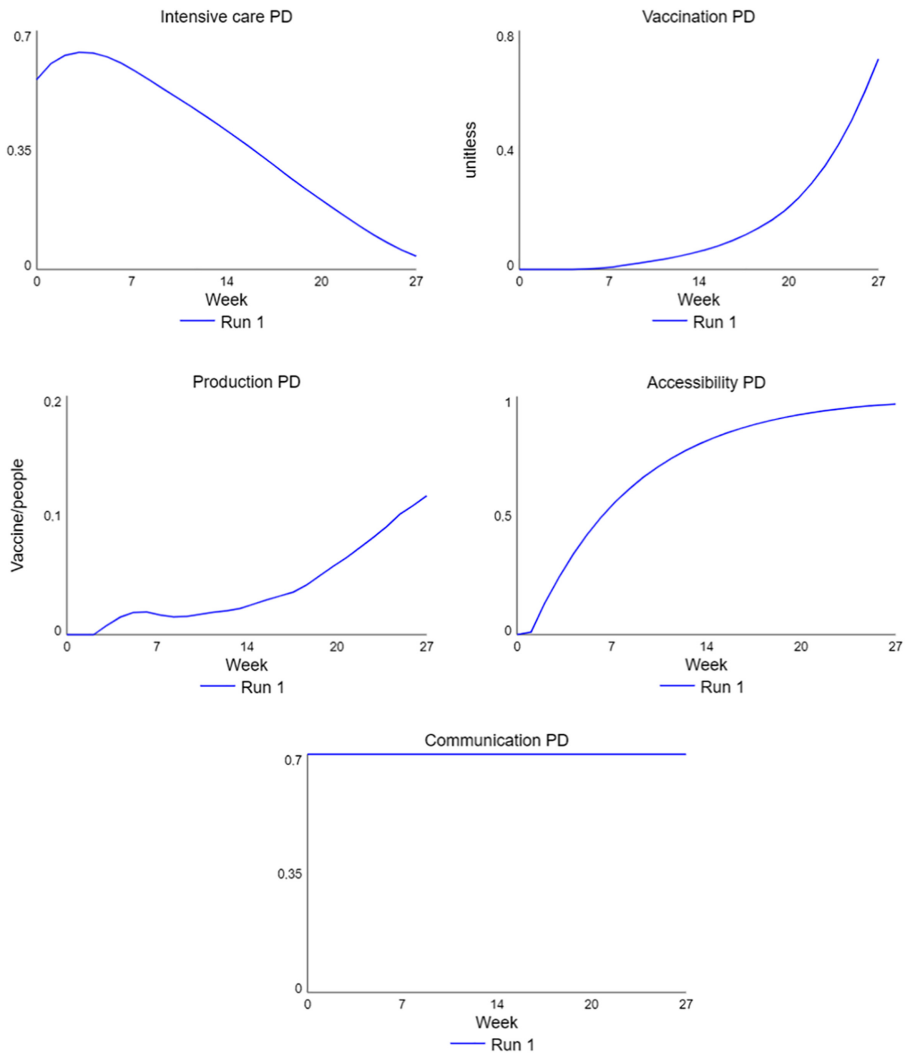 Intensive care PD
0.7
0.35
0
0 7 14 20 27
Week
Run 1
Vaccination PD
0.8
unitless
0.4
0
0 7 14 20 27
Week
Run 1
Production PD
0.2
Vaccine/people
0.1
0
0 7 14 20 27
Week
Run 1
Accessibility PD
1
0.5
0
0 7 14 20 27
Week
Run 1
Communication PD
0.7
0.35
0
0 7 14 20 27
Week
Run 1